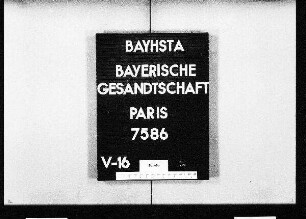 BAYHSTA
BAYERISCHE
GESANDTSCHAFT
PARIS
7586
V-16